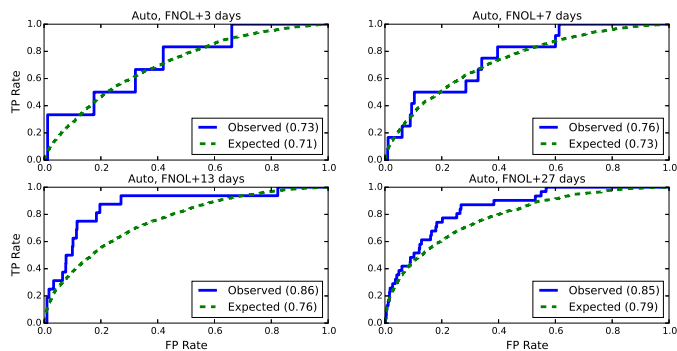 Auto, FNOL+3 days
TP Rate
1.0
0.8
0.6
0.4
0.2
0.0
0.0 0.2 0.4 0.6 0.8 1.0
Observed (0.73)
Expected (0.71)
Auto, FNOL+7 days
1.0
0.8
0.6
0.4
0.2
0.0
0.0 0.2 0.4 0.6 0.8 1.0
Observed (0.76)
Expected (0.73)
Auto, FNOL+13 days
TP Rate
1.0
0.8
0.6
0.4
0.2
0.0
0.0 0.2 0.4 0.6 0.8 1.0
FP Rate
Observed (0.86)
Expected (0.76)
Auto, FNOL+27 days
1.0
0.8
0.6
0.4
0.2
0.0
0.0 0.2 0.4 0.6 0.8 1.0
FP Rate
Observed (0.85)
Expected (0.79)